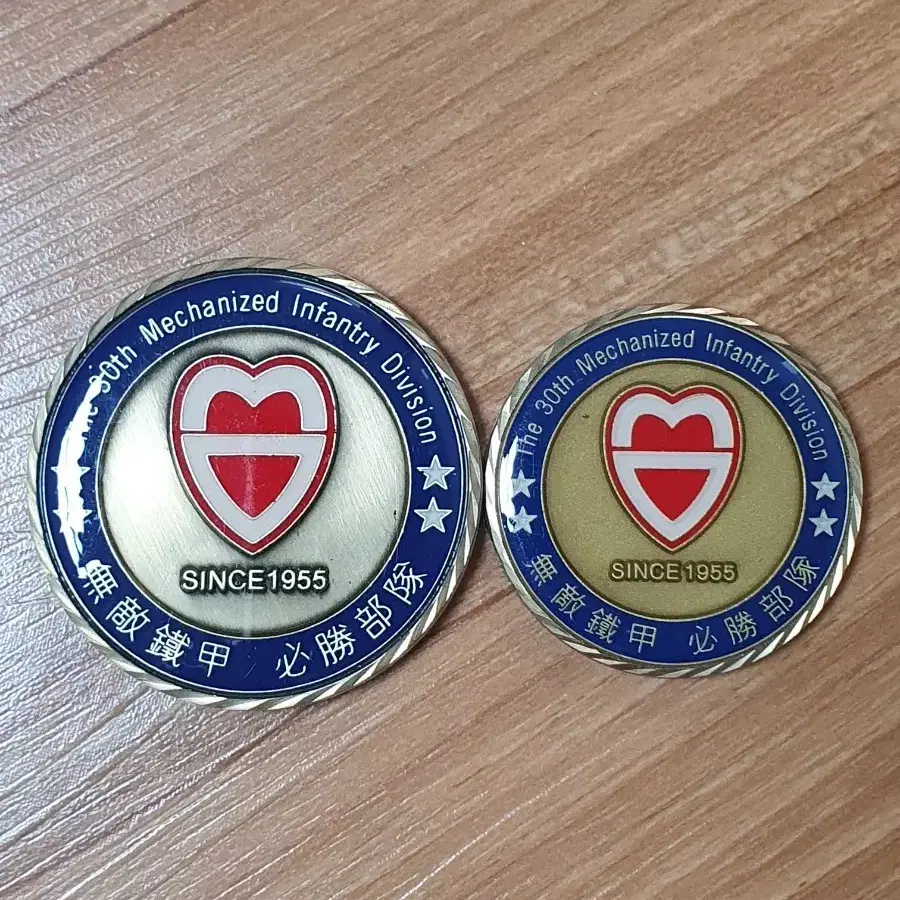 The 30th Mechanized Infantry Division
SINCE1955
無敵鐵甲 必勝部隊
The 30th Mechanized Infantry Division
SINCE1955
無敵鐵甲 必勝部隊